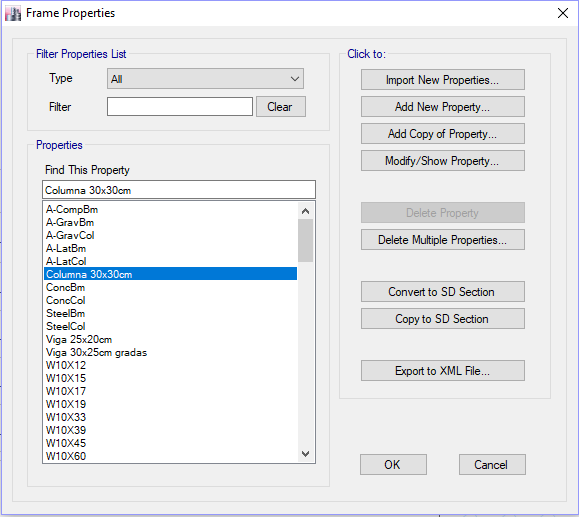 Frame Properties
Filter Properties List
Type
All
Filter
Clear
Properties
Find This Property
Columna 30x30cm
A-CompBm
A-GravBm
A-GravCol
A-LatBm
A-LatCol
Columna 30x30cm
ConcBm
ConcCol
SteelBm
SteelCol
Viga 25x20cm
Viga 30x25cm gradas
W10X12
W10X15
W10X17
W10X19
W10X33
W10X39
W10X45
W10X60
Click to:
Import New Properties...
Add New Property...
Add Copy of Property...
Modify/Show Property...
Delete Property
Delete Multiple Properties...
Convert to SD Section
Copy to SD Section
Export to XML File...
OK
Cancel